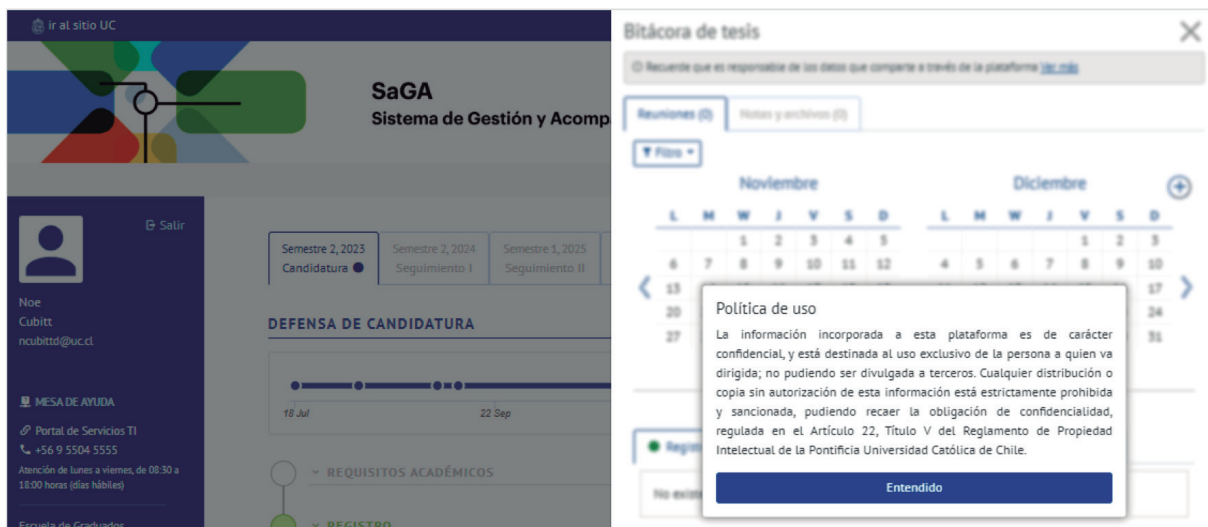 ir al sitio UC
SaGA
Sistema de Gestión y Acomp
Salir
Noe
Cubitt
ncubittd@uc.cl
MESA DE AYUDA
Portal de Servicios TI
+56 9 5504 5555
Atención de lunes a viernes, de 08:30 a
18:00 horas (días hábiles)
Escuela de Graduados
Semestre 2, 2023
Candidatura
Semestre 2, 2024
Seguimiento I
Semestre 1, 2025
Seguimiento II
DEFENSA DE CANDIDATURA
18 Jul
22 Sep
REQUISITOS ACADÉMICOS
REGISTRO
Bitácora de tesis
Recuerde que es responsable de los datos que comparte a través de la plataforma Ver más
Reuniones (0)
Notas y archivos (0)
Filtro
Noviembre
L M W J V S D
1 2 3 4 5
6 7 8 9 10 11 12
13
20
27
Diciembre
L M W J V S D
1 2 3
4 5 6 7 8 9 10
17
24
31
Política de uso
La información incorporada a esta plataforma es de carácter
confidencial, y está destinada al uso exclusivo de la persona a quien va
dirigida; no pudiendo ser divulgada a terceros. Cualquier distribución o
copia sin autorización de esta información está estrictamente prohibida
y sancionada, pudiendo recaer la obligación de confidencialidad,
regulada en el Artículo 22, Título V del Reglamento de Propiedad
Intelectual de la Pontificia Universidad Católica de Chile.
Entendido
Regis
No exist